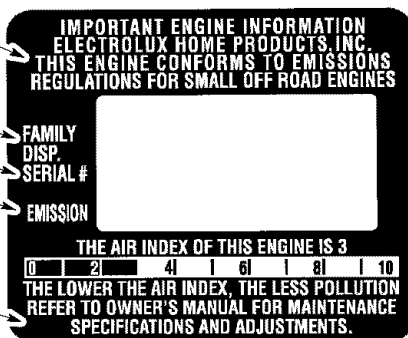 IMPORTANT ENGINE INFORMATION
ELECTROLUX HOME PRODUCTS, INC.
THIS ENGINE CONFORMS TO EMISSIONS
REGULATIONS FOR SMALL OFF ROAD ENGINES
FAMILY
DISP.
SERIAL #
EMISSION
THE AIR INDEX OF THIS ENGINE IS 3
0 2 4 6 8 10
THE LOWER THE AIR INDEX, THE LESS POLLUTION
REFER TO OWNER'S MANUAL FOR MAINTENANCE
SPECIFICATIONS AND ADJUSTMENTS.